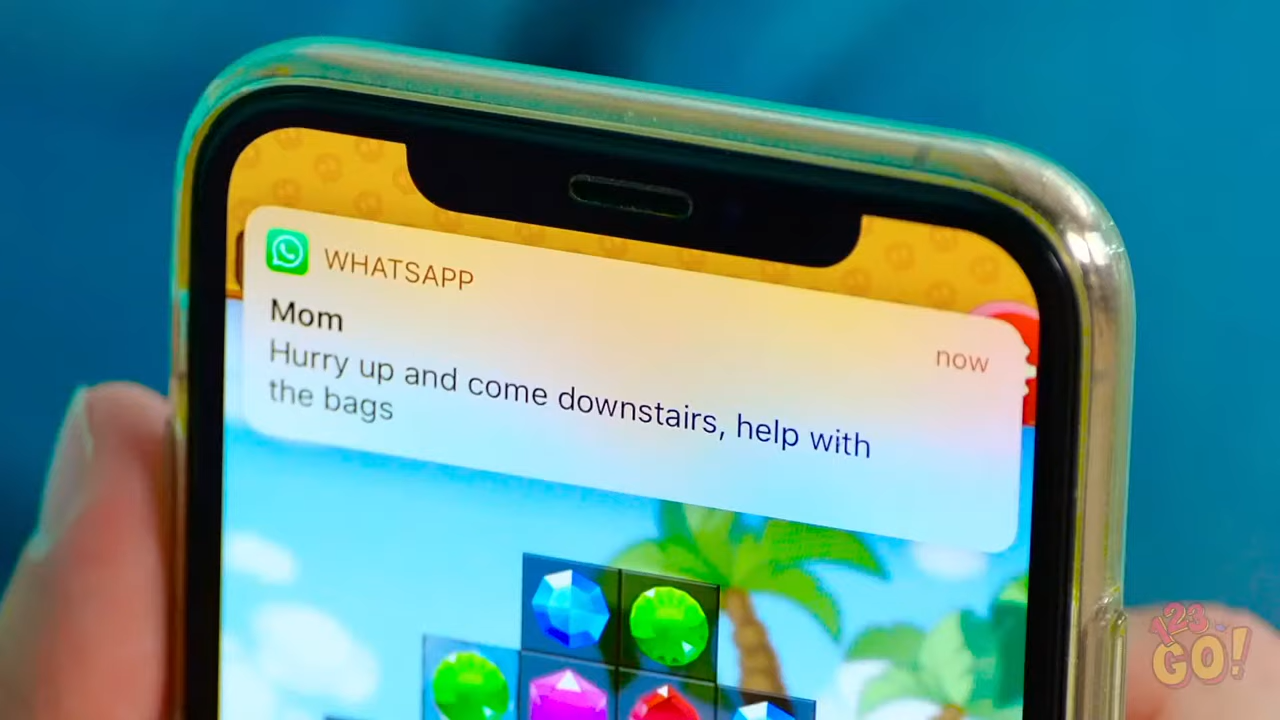 WHATSAPP
Mom
now
Hurry up and come downstairs, help with
the bags
123
GO!